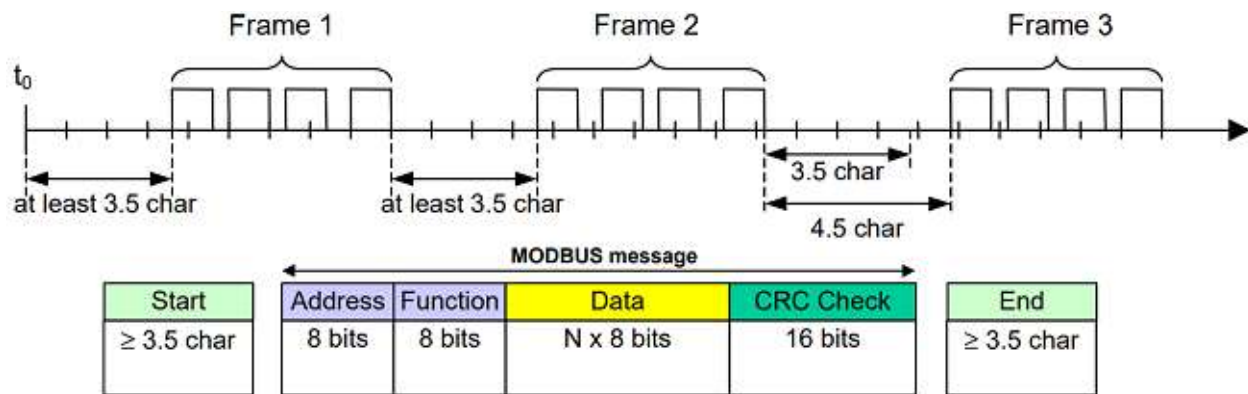 Frame 1 Frame 2 Frame 3
t0
3.5 char
at least 3.5 char at least 3.5 char
4.5 char
MODBUS message
Start Address Function Data CRC Check End
≥ 3.5 char 8 bits 8 bits N x 8 bits 16 bits ≥ 3.5 char